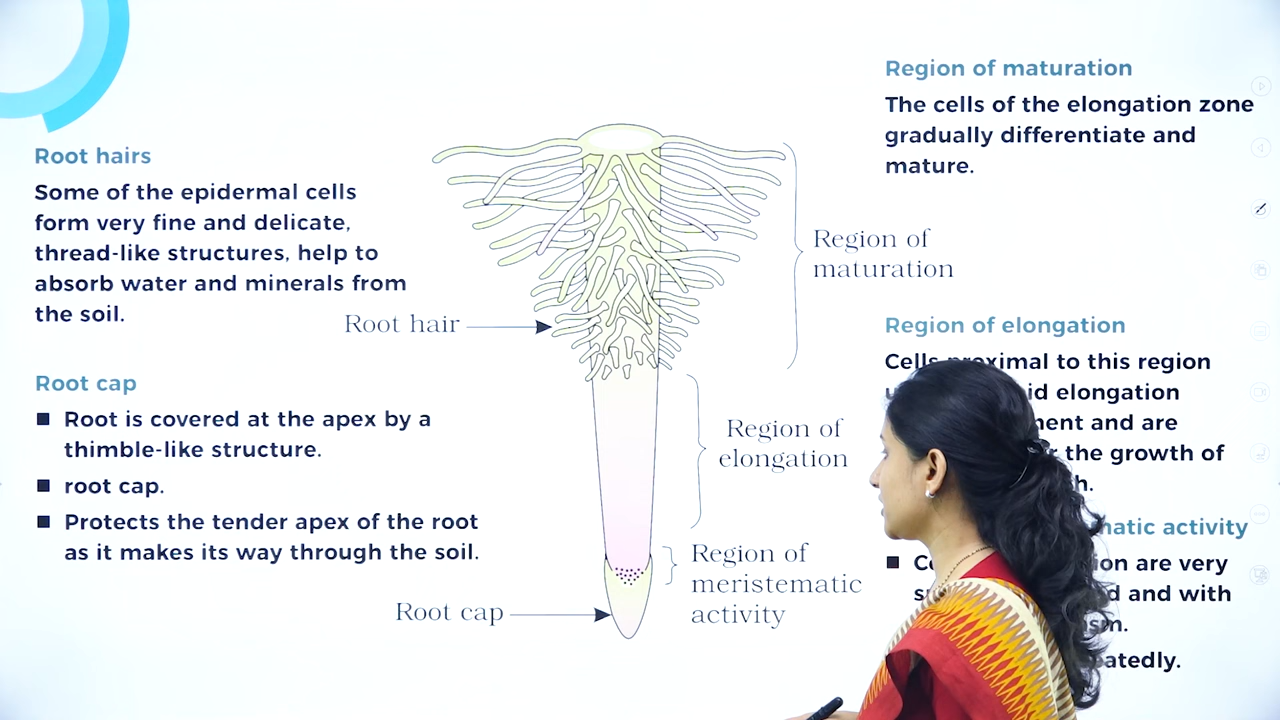 Root hairs
Some of the epidermal cells
form very fine and delicate,
thread-like structures, help to
absorb water and minerals from
the soil.
Root cap
■ Root is covered at the apex by a
thimble-like structure.
■ root cap.
■ Protects the tender apex of the root
as it makes its way through the soil.
Root hair
Root cap
Region of
maturation
Region of
elongation
Region of
meristematic
activity
Region of maturation
The cells of the elongation zone
gradually differentiate and
mature.
Region of elongation
Cells to this region
elongation
and are
the growth of
activity
■ are very
and with